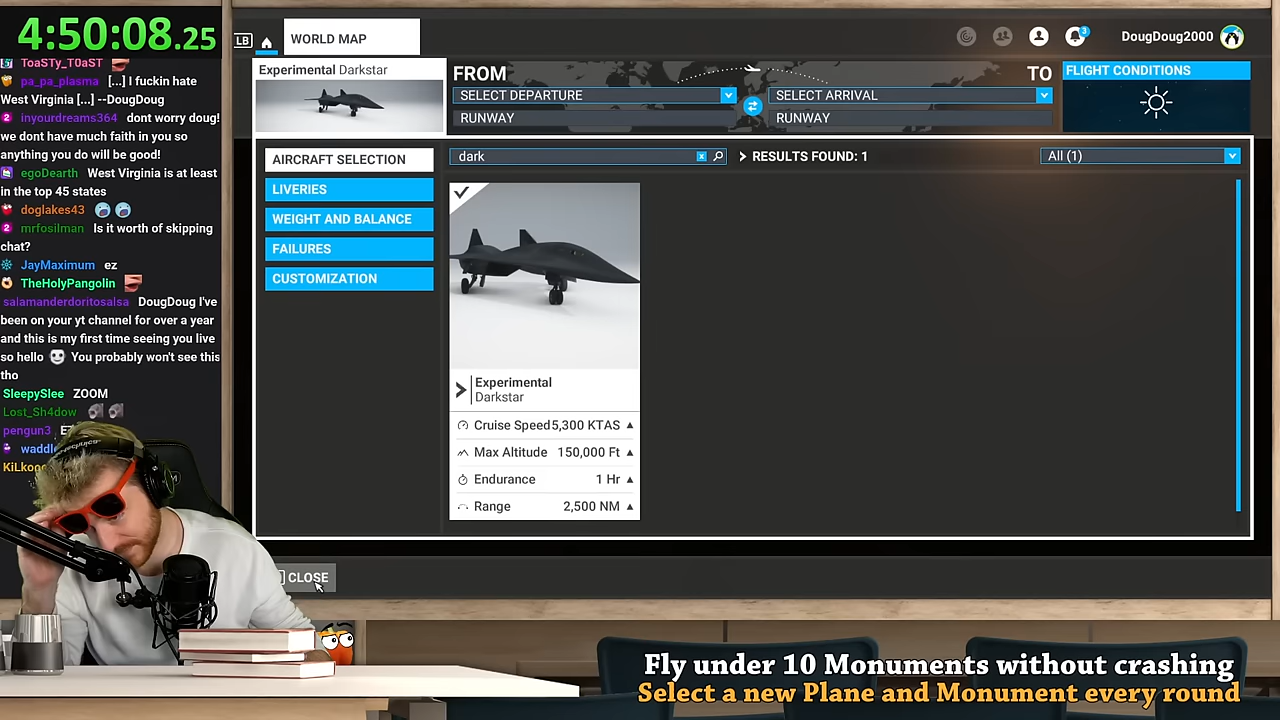 4:50:08.25
ToaSTy_T0aST
pa_pa_plasma [...] I fuckin hate
West Virginia [...] --DougDoug
inyourdreams364 dont worry doug!
we dont have much faith in you so
anything you do will be good!
egoDearth West Virginia is at least
in the top 45 states
doglakes43
mrfosilman Is it worth of skipping
chat?
JayMaximum ez
TheHolyPangolin
salamanderdoritosalsa DougDoug I've
been on your yt channel for over a year
and this is my first time seeing you live
so hello You probably won't see this
tho
SleepySlee ZOOM
Lost_Sh4dow
pengun3
LB
WORLD MAP
3
DougDoug2000
Experimental Darkstar
FROM
SELECT DEPARTURE
RUNWAY
TO
SELECT ARRIVAL
RUNWAY
FLIGHT CONDITIONS
AIRCRAFT SELECTION
LIVERIES
WEIGHT AND BALANCE
FAILURES
CUSTOMIZATION
dark
x
RESULTS FOUND: 1
All (1)
Experimental
Darkstar
Cruise Speed 5,300 KTAS
Max Altitude 150,000 Ft
Endurance 1 Hr
Range 2,500 NM
CLOSE
Fly under 10 Monuments without crashing
Select a new Plane and Monument every round